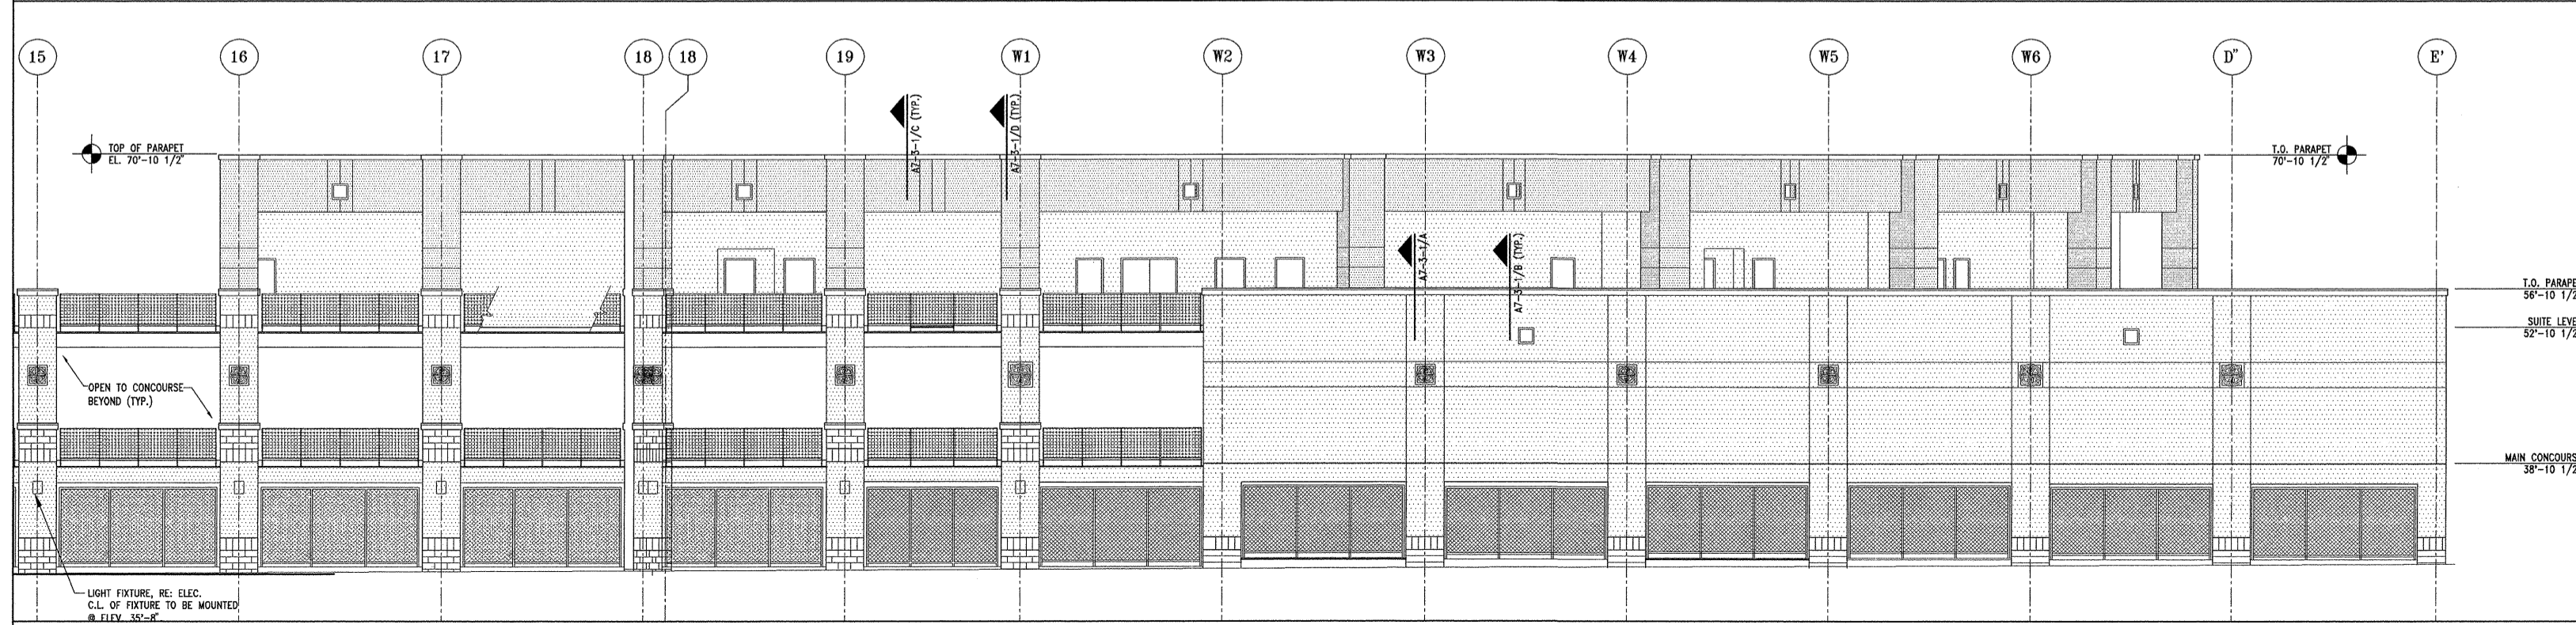 15
16
17
18
18
19
W1
W2
W3
W4
W5
W6
D"
E'
A7-3-1/C (TYP.)
A7-3-1/D (TYP.)
TOP OF PARAPET
EL. 70'-10 1/2"
T.O. PARAPET
70'-10 1/2"
A7-3-1/A
A7-3-1/B (TYP.)
T.O. PARAPE
56'-10 1/2
SUITE LEVE
52'-10 1/2
OPEN TO CONCOURSE
BEYOND (TYP.)
MAIN CONCOURS
38'-10 1/2
LIGHT FIXTURE, RE: ELEC.
C.L. OF FIXTURE TO BE MOUNTED
@ ELEV. 35'-8"